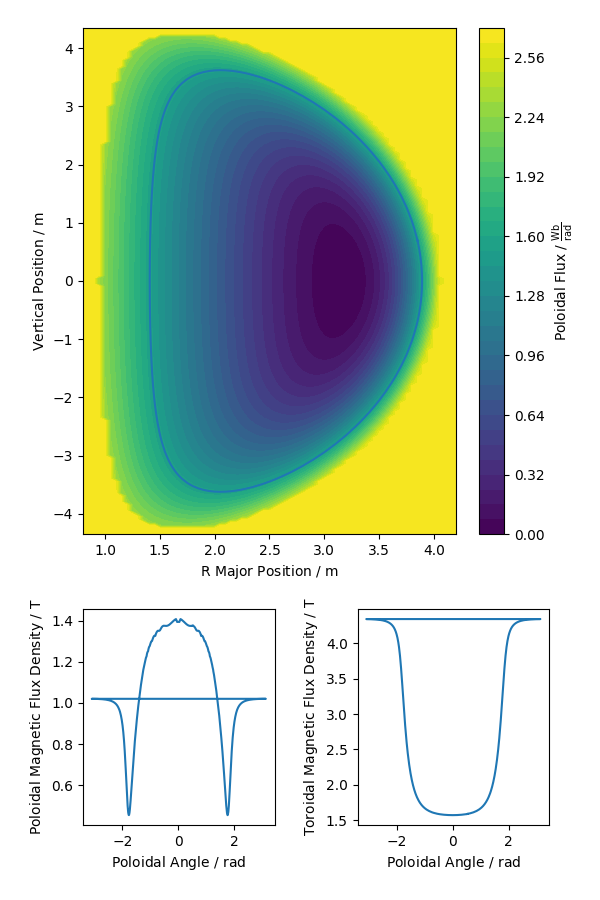 4
3
2
1
0
−1
−2
−3
−4
Vertical Position / m
1.0 1.5 2.0 2.5 3.0 3.5 4.0
R Major Position / m
2.56
2.24
1.92
1.60
1.28
0.96
0.64
0.32
0.00
Poloidal Flux / Wb/rad
1.4
1.2
1.0
0.8
0.6
Poloidal Magnetic Flux Density / T
−2 0 2
Poloidal Angle / rad
4.0
3.5
3.0
2.5
2.0
1.5
Toroidal Magnetic Flux Density / T
−2 0 2
Poloidal Angle / rad